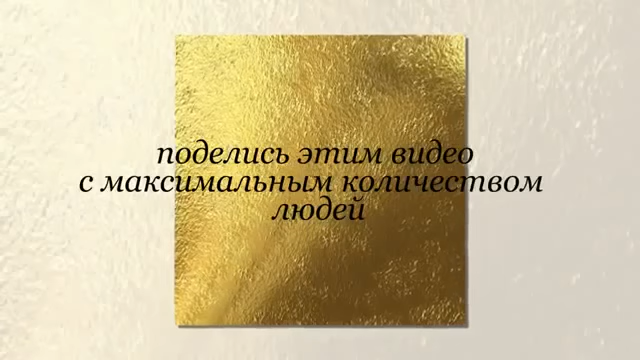 поделись этим видео
с максимальным количеством
людей